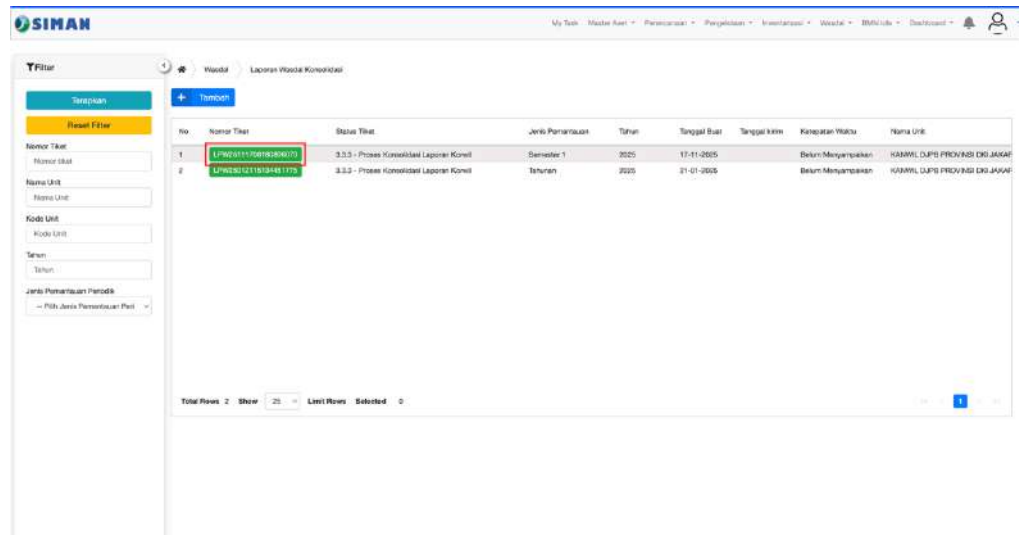 SIMAN
My Task Master Aset Perencanaan Pengelolaan Inventarisasi Wasdal BMN Idle Dashboard
Filter
Terapkan
Reset Filter
Nomor Tiket
Nomor tiket
Nama Unit
Nama Unit
Kode Unit
Kode Unit
Tahun
Tahun
Jenis Pemantauan Periodik
-- Pilih Jenis Pemantauan Peri
Wasdal Laporan Wasdal Konsolidasi
+ Tambah
No Nomor Tiket Status Tiket Jenis Pemantauan Tahun Tanggal Buat Tanggal kirim Ketepatan Waktu Nama Unit
1 3.3.3 - Proses Konsolidasi Laporan Korwil Semester 1 2025 17-11-2025 Belum Menyampaikan KANWIL DJPB PROVINSI DKI JAKAR
2 3.3.3 - Proses Konsolidasi Laporan Korwil Tahunan 2025 21-01-2025 Belum Menyampaikan KANWIL DJPB PROVINSI DKI JAKAR
Total Rows 2 Show 25 Limit Rows Selected 0
1